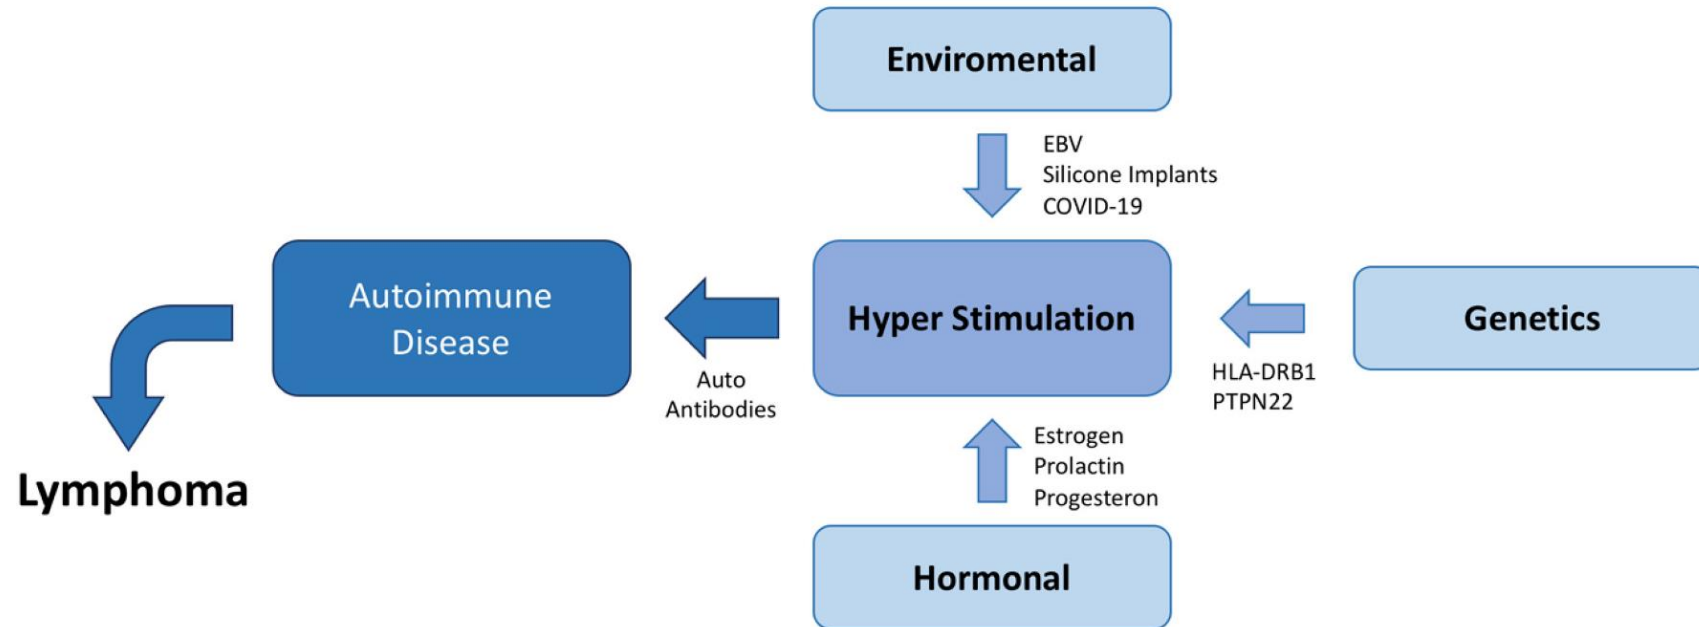 Enviromental
EBV
Silicone Implants
COVID-19
Autoimmune
Disease
Auto
Antibodies
Hyper Stimulation
Genetics
HLA-DRB1
PTPN22
Estrogen
Prolactin
Progesteron
Hormonal
Lymphoma